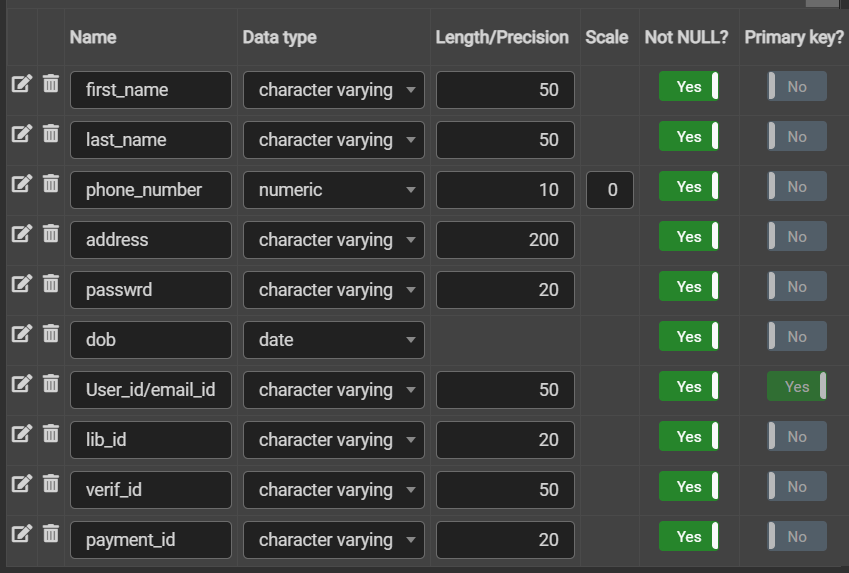 Name Data type Length/Precision Scale Not NULL? Primary key?
first_name character varying 50 Yes No
last_name character varying 50 Yes No
phone_number numeric 10 0 Yes No
address character varying 200 Yes No
passwrd character varying 20 Yes No
dob date Yes No
User_id/email_id character varying 50 Yes Yes
lib_id character varying 20 Yes No
verif_id character varying 50 Yes No
payment_id character varying 20 Yes No